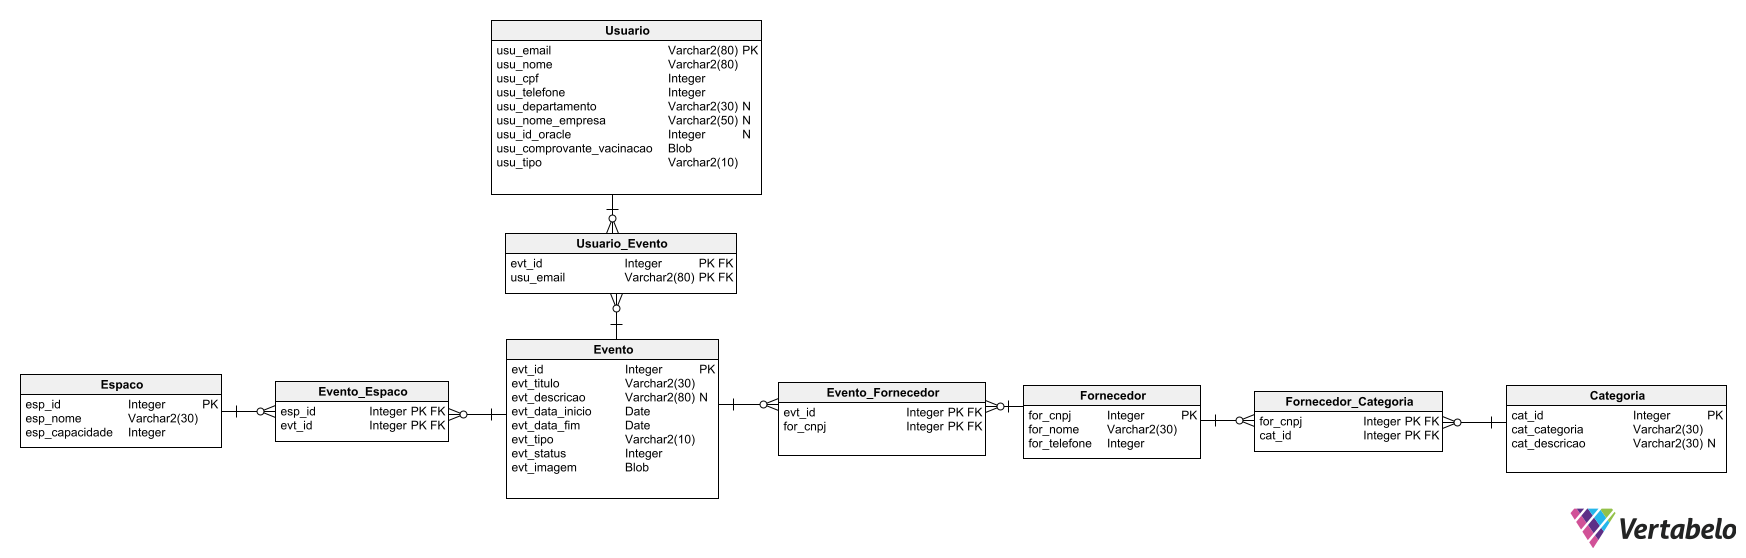 Usuario
usu_email Varchar2(80) PK
usu_nome Varchar2(80)
usu_cpf Integer
usu_telefone Integer
usu_departamento Varchar2(30) N
usu_nome_empresa Varchar2(50) N
usu_id_oracle Integer N
usu_comprovante_vacinacao Blob
usu_tipo Varchar2(10)
Usuario_Evento
evt_id Integer PK FK
usu_email Varchar2(80) PK FK
Espaco
esp_id Integer PK
esp_nome Varchar2(30)
esp_capacidade Integer
Evento_Espaco
esp_id Integer PK FK
evt_id Integer PK FK
Evento
evt_id Integer PK
evt_titulo Varchar2(30)
evt_descricao Varchar2(80) N
evt_data_inicio Date
evt_data_fim Date
evt_tipo Varchar2(10)
evt_status Integer
evt_imagem Blob
Evento_Fornecedor
evt_id Integer PK FK
for_cnpj Integer PK FK
Fornecedor
for_cnpj Integer PK
for_nome Varchar2(30)
for_telefone Integer
Fornecedor_Categoria
for_cnpj Integer PK FK
cat_id Integer PK FK
Categoria
cat_id Integer PK
cat_categoria Varchar2(30)
cat_descricao Varchar2(30) N
Vertabelo